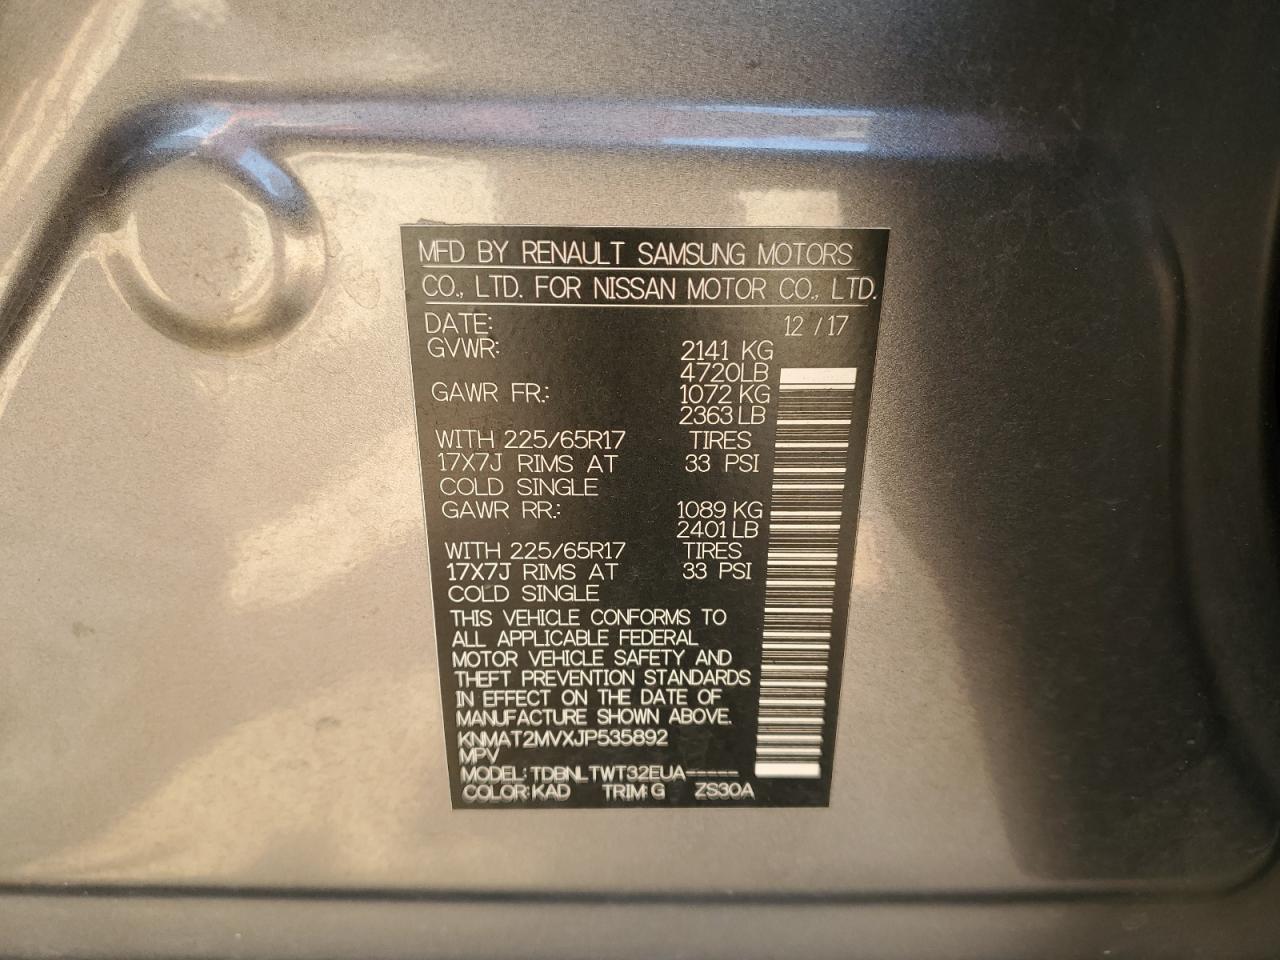 MFD BY RENAULT SAMSUNG MOTORS
CO., LTD. FOR NISSAN MOTOR CO., LTD.
DATE: 12 / 17
GVWR: 2141 KG
4720LB
GAWR FR.: 1072 KG
2363 LB
WITH 225/65R17 TIRES
17X7J RIMS AT 33 PSI
COLD SINGLE
GAWR RR.: 1089 KG
2401 LB
WITH 225/65R17 TIRES
17X7J RIMS AT 33 PSI
COLD SINGLE
THIS VEHICLE CONFORMS TO
ALL APPLICABLE FEDERAL
MOTOR VEHICLE SAFETY AND
THEFT PREVENTION STANDARDS
IN EFFECT ON THE DATE OF
MANUFACTURE SHOWN ABOVE.
KNMAT2MVXJP535892
MPV
MODEL: TDBNLTWT32EUA-----
COLOR: KAD TRIM: G ZS30A